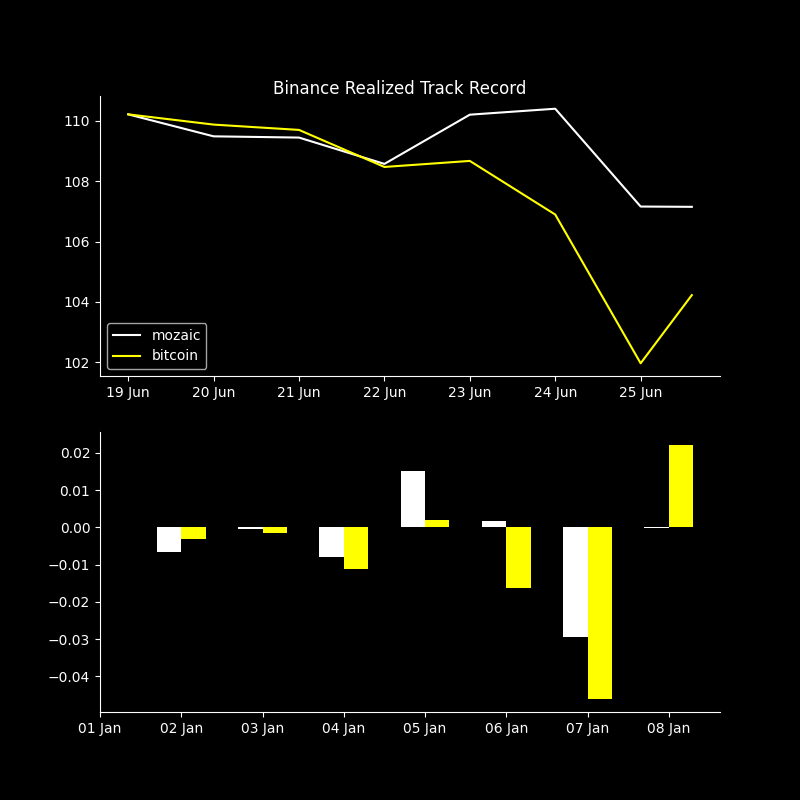 Binance Realized Track Record
110
108
106
104
102
mozaic
bitcoin
19 Jun 20 Jun 21 Jun 22 Jun 23 Jun 24 Jun 25 Jun
0.02
0.01
0.00
−0.01
−0.02
−0.03
−0.04
01 Jan 02 Jan 03 Jan 04 Jan 05 Jan 06 Jan 07 Jan 08 Jan